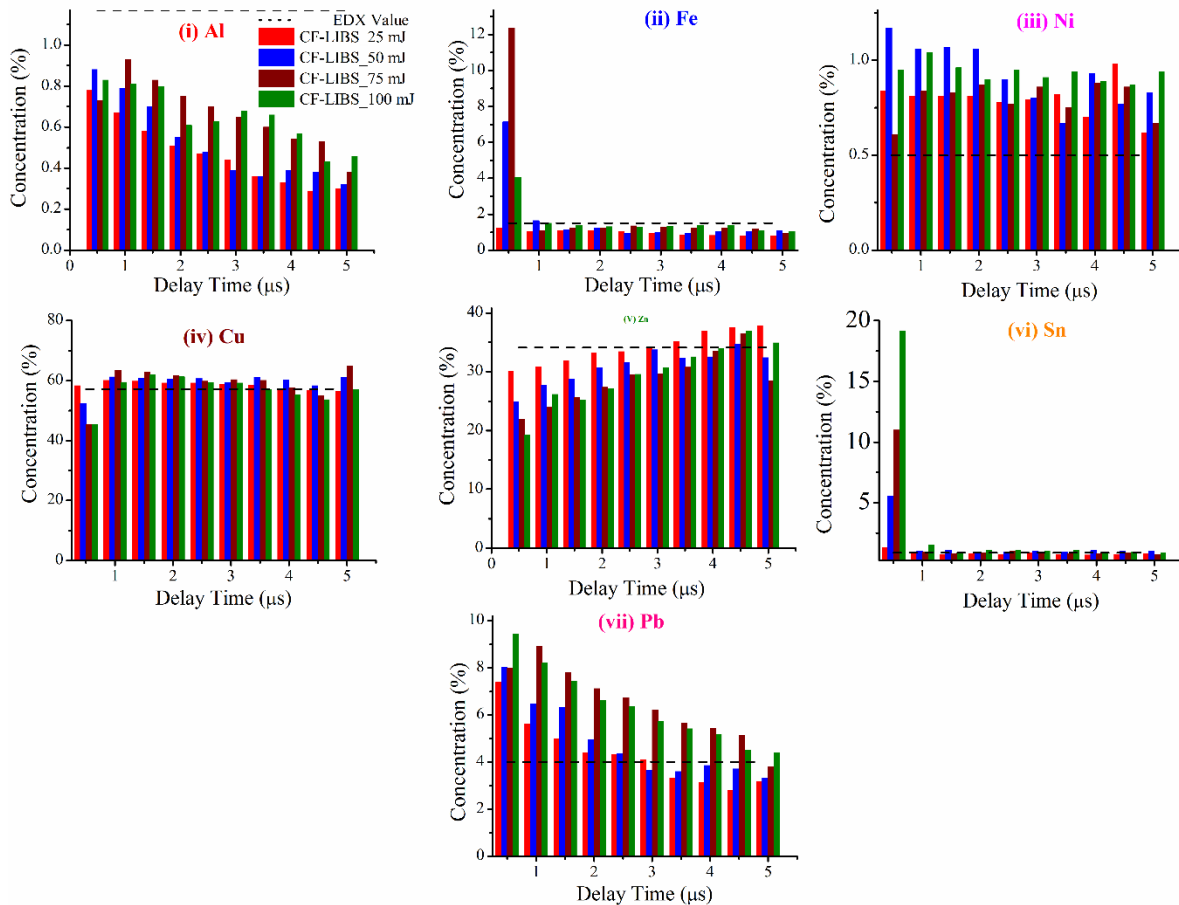 (i) Al
EDX Value
CF-LIBS_25 mJ
CF-LIBS_50 mJ
CF-LIBS_75 mJ
CF-LIBS_100 mJ
Concentration (%)
1.0
0.8
0.6
0.4
0.2
0.0
0 1 2 3 4 5
Delay Time (μs)
(ii) Fe
Concentration (%)
14
12
10
8
6
4
2
0
1 2 3 4 5
Delay Time (μs)
(iii) Ni
Concentration (%)
1.0
0.5
0.0
1 2 3 4 5
Delay Time (μs)
(iv) Cu
Concentration (%)
80
60
40
20
0
1 2 3 4 5
Delay Time (μs)
(V) Zn
Concentration (%)
40
30
20
10
0
0 1 2 3 4 5
Delay Time (μs)
(vi) Sn
Concentration (%)
20
15
10
5
1 2 3 4 5
Delay Time (μs)
(vii) Pb
Concentration (%)
10
8
6
4
2
0
1 2 3 4 5
Delay Time (μs)